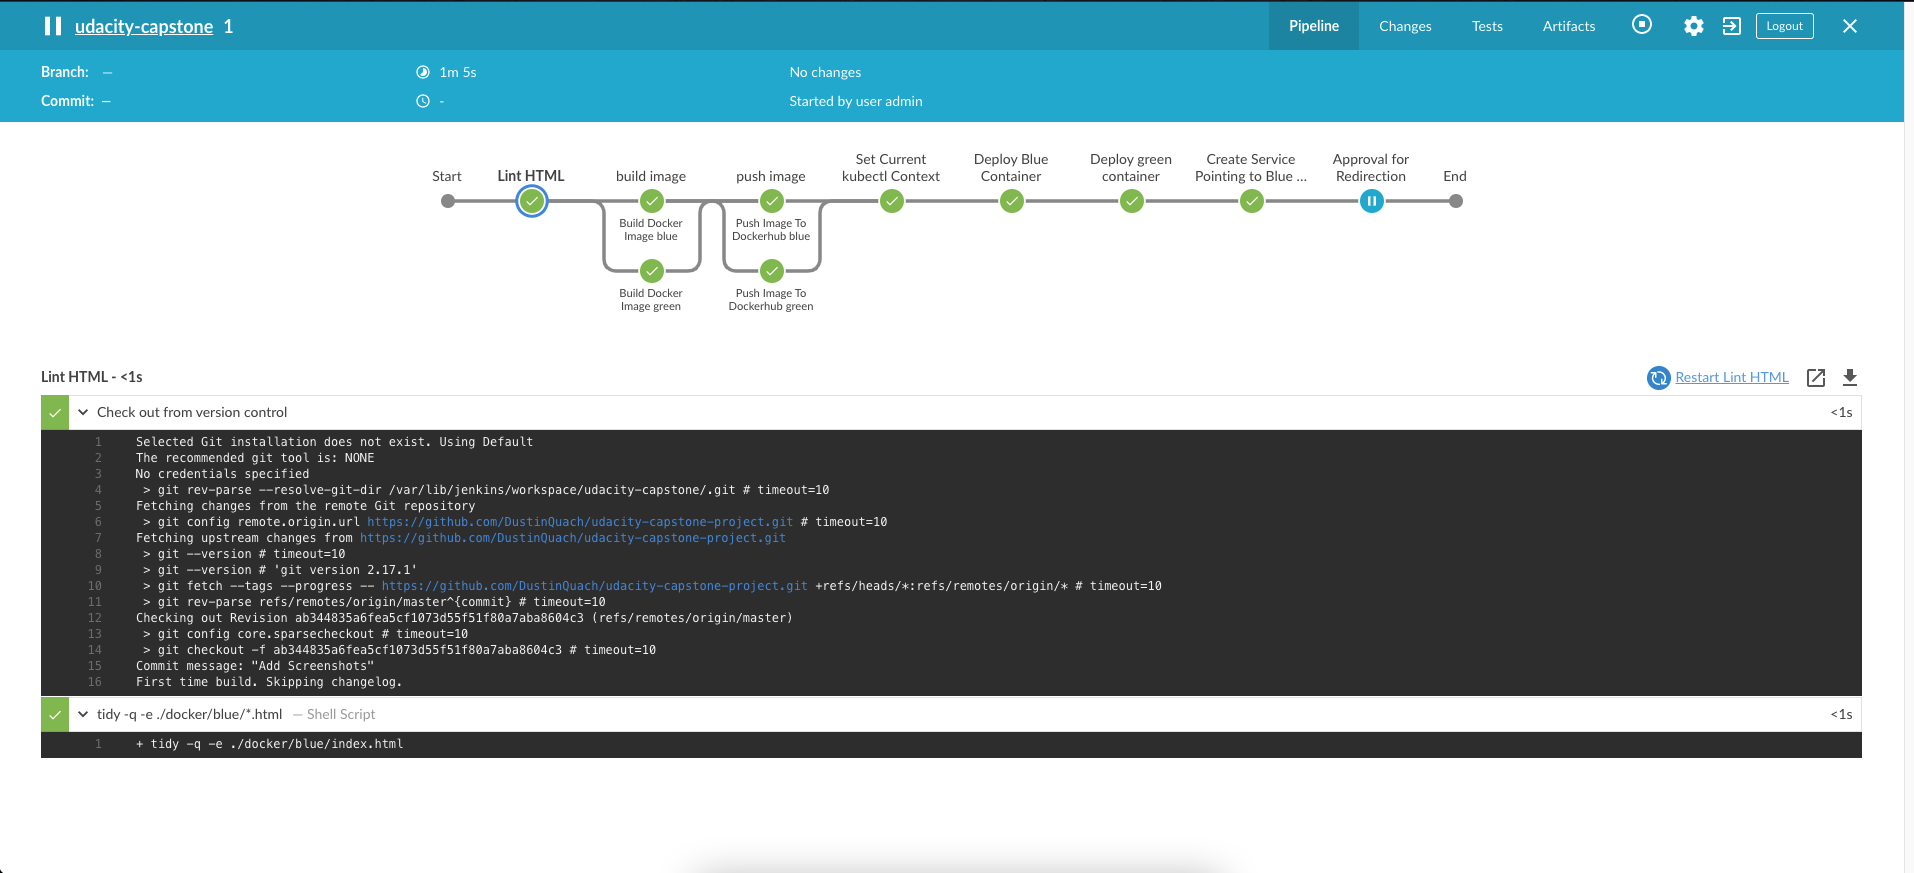 udacity-capstone 1
Pipeline
Changes
Tests
Artifacts
Logout
Branch: —
1m 5s
No changes
Commit: —
-
Started by user admin
Start
Lint HTML
build image
push image
Set Current
kubectl Context
Deploy Blue
Container
Deploy green
container
Create Service
Pointing to Blue ...
Approval for
Redirection
End
Build Docker
Image blue
Push Image To
Dockerhub blue
Build Docker
Image green
Push Image To
Dockerhub green
Lint HTML - <1s
Restart Lint HTML
Check out from version control
<1s
1 Selected Git installation does not exist. Using Default
2 The recommended git tool is: NONE
3 No credentials specified
4 > git rev-parse --resolve-git-dir /var/lib/jenkins/workspace/udacity-capstone/.git # timeout=10
5 Fetching changes from the remote Git repository
6 > git config remote.origin.url https://github.com/DustinQuach/udacity-capstone-project.git # timeout=10
7 Fetching upstream changes from https://github.com/DustinQuach/udacity-capstone-project.git
8 > git --version # timeout=10
9 > git --version # 'git version 2.17.1'
10 > git fetch --tags --progress -- https://github.com/DustinQuach/udacity-capstone-project.git +refs/heads/*:refs/remotes/origin/* # timeout=10
11 > git rev-parse refs/remotes/origin/master^{commit} # timeout=10
12 Checking out Revision ab344835a6fea5cf1073d55f51f80a7aba8604c3 (refs/remotes/origin/master)
13 > git config core.sparsecheckout # timeout=10
14 > git checkout -f ab344835a6fea5cf1073d55f51f80a7aba8604c3 # timeout=10
15 Commit message: "Add Screenshots"
16 First time build. Skipping changelog.
tidy -q -e ./docker/blue/*.html — Shell Script
<1s
1 + tidy -q -e ./docker/blue/index.html